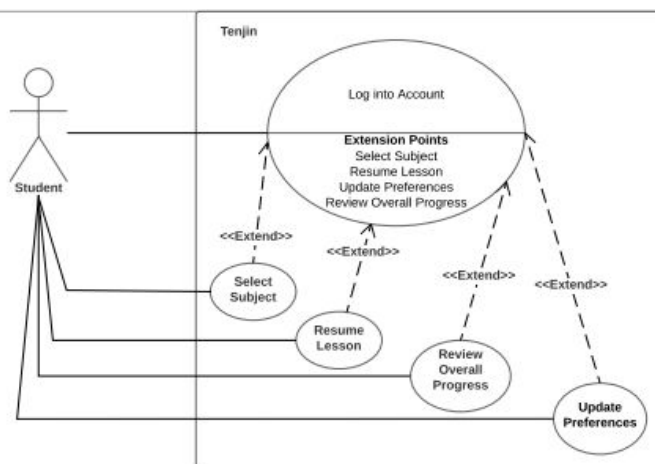 Tenjin
Log into Account
Extension Points
Select Subject
Resume Lesson
Update Preferences
Review Overall Progress
Student
<<Extend>>
<<Extend>>
<<Extend>>
<<Extend>>
Select
Subject
Resume
Lesson
Review
Overall
Progress
Update
Preferences